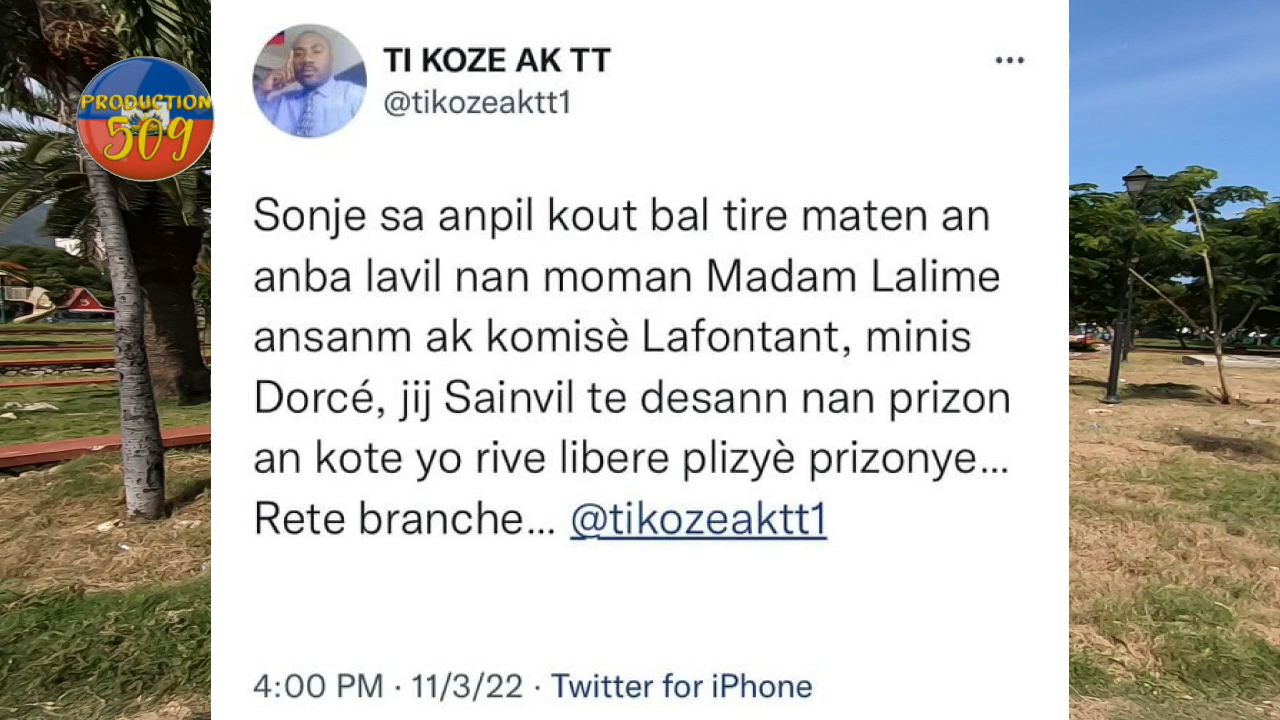 PRODUCTION
509
TI KOZE AK TT
@tikozeaktt1
Sonje sa anpil kout bal tire maten an
anba lavil nan moman Madam Lalime
ansanm ak komisè Lafontant, minis
Dorcé, jij Sainvil te desann nan prizon
an kote yo rive libere plizyè prizonye...
Rete branche... @tikozeaktt1
4:00 PM · 11/3/22 · Twitter for iPhone